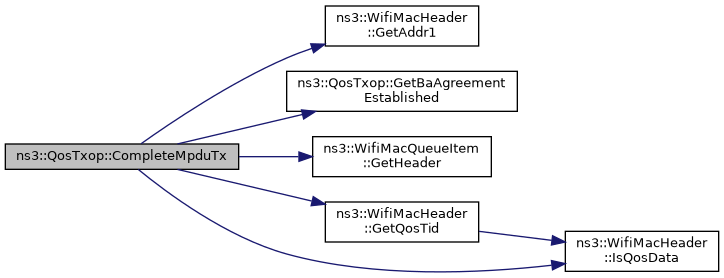 ns3::WifiMacHeader
::GetAddr1
ns3::QosTxop::GetBaAgreement
Established
ns3::QosTxop::CompleteMpduTx
ns3::WifiMacQueueItem
::GetHeader
ns3::WifiMacHeader
::GetQosTid
ns3::WifiMacHeader
::IsQosData